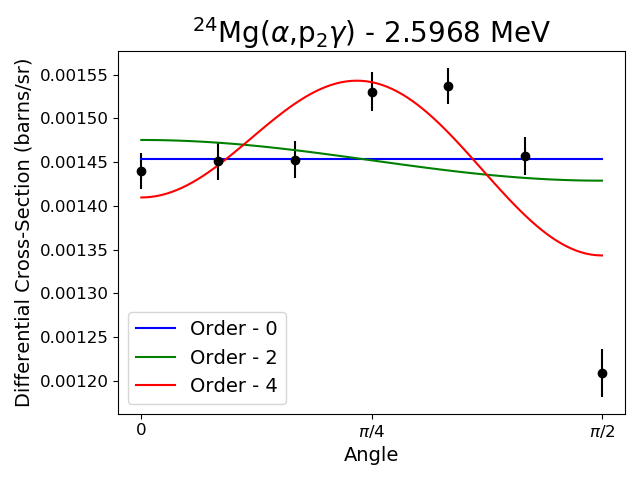 ²⁴Mg(α,p₂γ) - 2.5968 MeV
Differential Cross-Section (barns/sr)
0.00155
0.00150
0.00145
0.00140
0.00135
0.00130
0.00125
0.00120
Order - 0
Order - 2
Order - 4
0 π/4 π/2
Angle